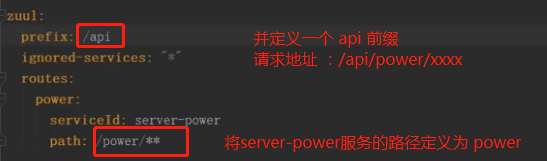 zuul:
prefix: /api 并定义一个 api 前缀
ignored-services: "*" 请求地址 ：/api/power/xxxx
routes:
power:
serviceId: server-power
path: /power/** 将server-power服务的路径定义为 power